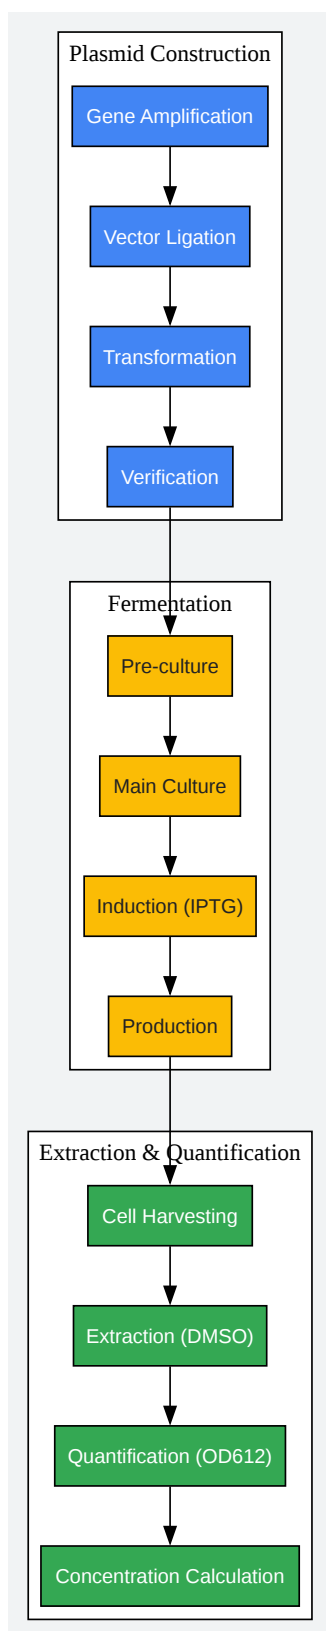 Plasmid Construction
Gene Amplification
Vector Ligation
Transformation
Verification
Fermentation
Pre-culture
Main Culture
Induction (IPTG)
Production
Extraction & Quantification
Cell Harvesting
Extraction (DMSO)
Quantification (OD612)
Concentration Calculation